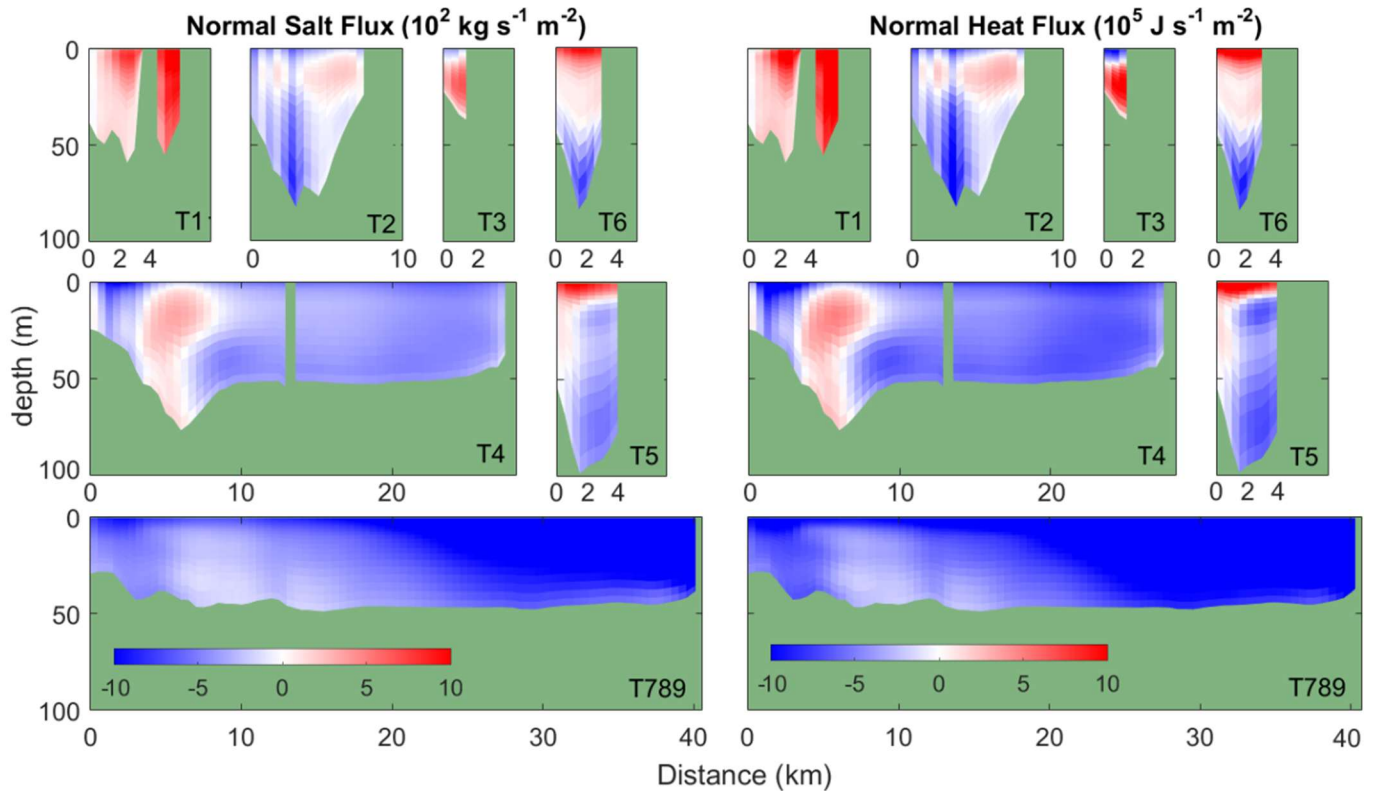 Normal Salt Flux (10² kg s⁻¹ m⁻²)
Normal Heat Flux (10⁵ J s⁻¹ m⁻²)
0
50
100
T1
T2
T3
T6
T1
T2
T3
T6
0 2 4
0 10
0 2
0 2 4
0 2 4
0 10
0 2
0 2 4
depth (m)
0
50
100
T4
T5
T4
T5
0 10 20
0 2 4
0 10 20
0 2 4
0
50
100
-10 -5 0 5 10
T789
-10 -5 0 5 10
T789
0 10 20 30 40
0 10 20 30 40
Distance (km)